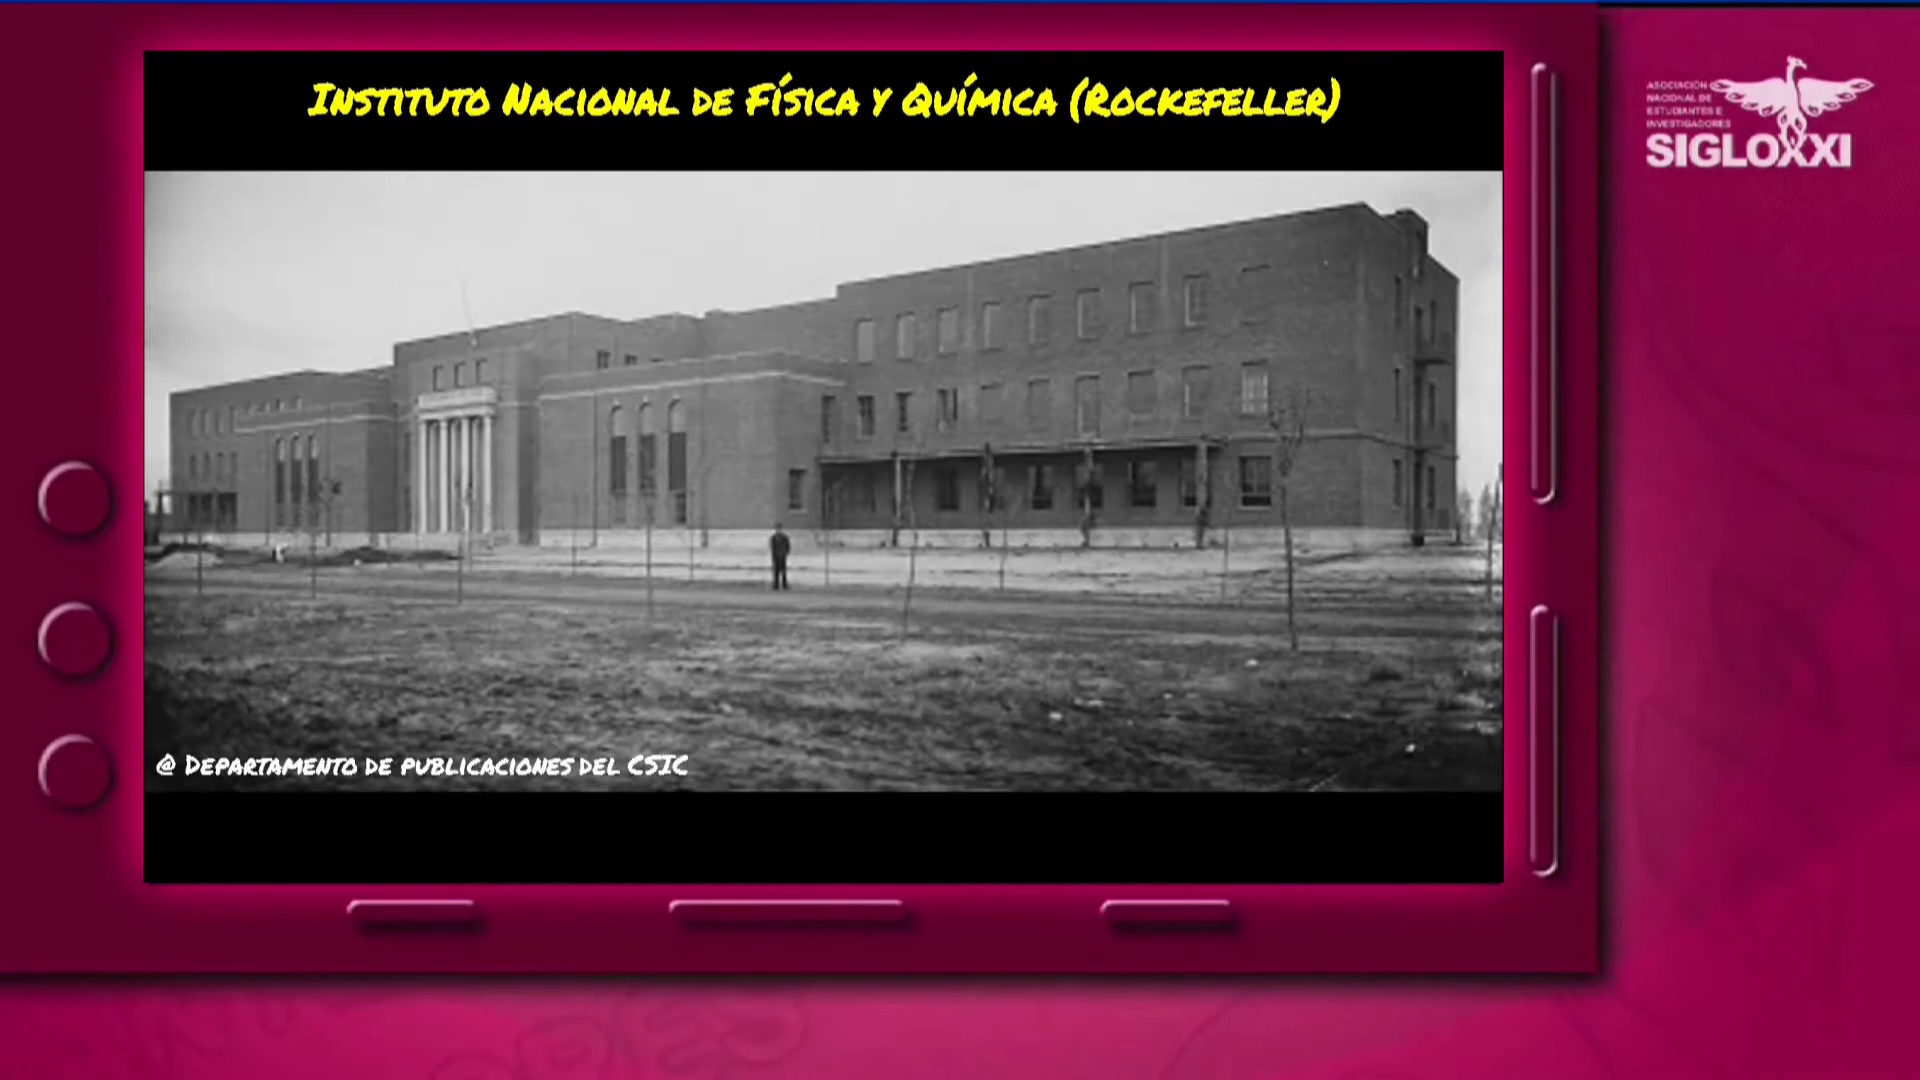 Instituto Nacional de Física y Química (Rockefeller)
ASOCIACIÓN
NACIONAL DE
ESTUDIANTES E
INVESTIGADORES
SIGLOXXI
@ Departamento de publicaciones del CSIC